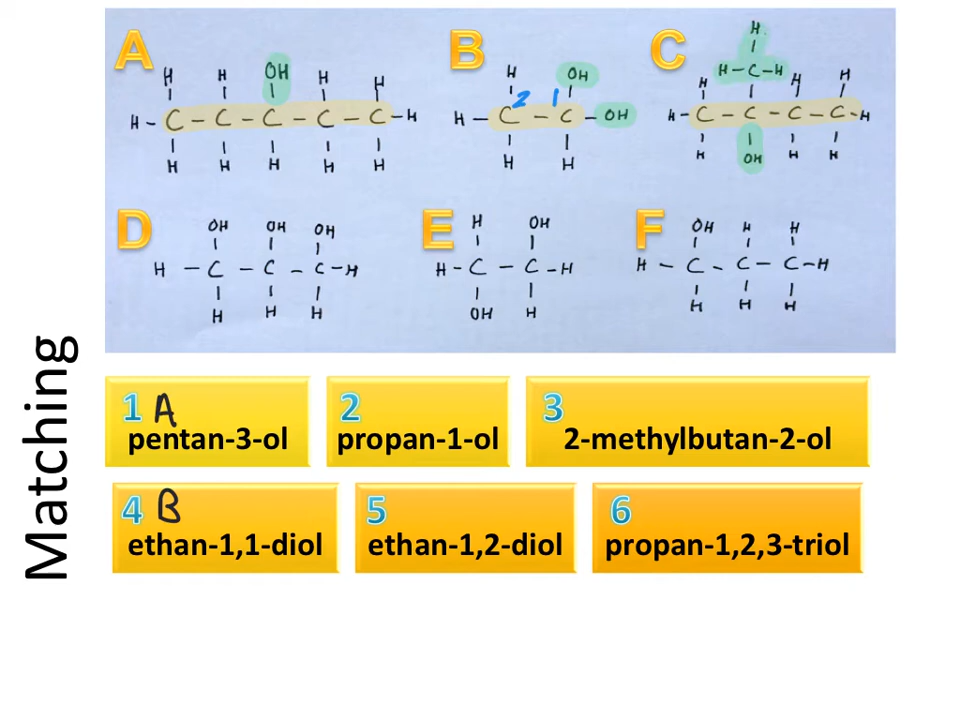 A B C
H
H H OH H H H OH H-C-H
H H H
2 1
H-C-C-C-C-C-H H-C-C-OH H-C-C-C-C-H
H H H H H H H H OH H H
D E F
OH OH OH H OH OH H H
H-C-C-C-H H-C-C-H H-C-C-C-H
H H H OH H H H H
Matching
1 A
pentan-3-ol
2
propan-1-ol
3
2-methylbutan-2-ol
4 B
ethan-1,1-diol
5
ethan-1,2-diol
6
propan-1,2,3-triol